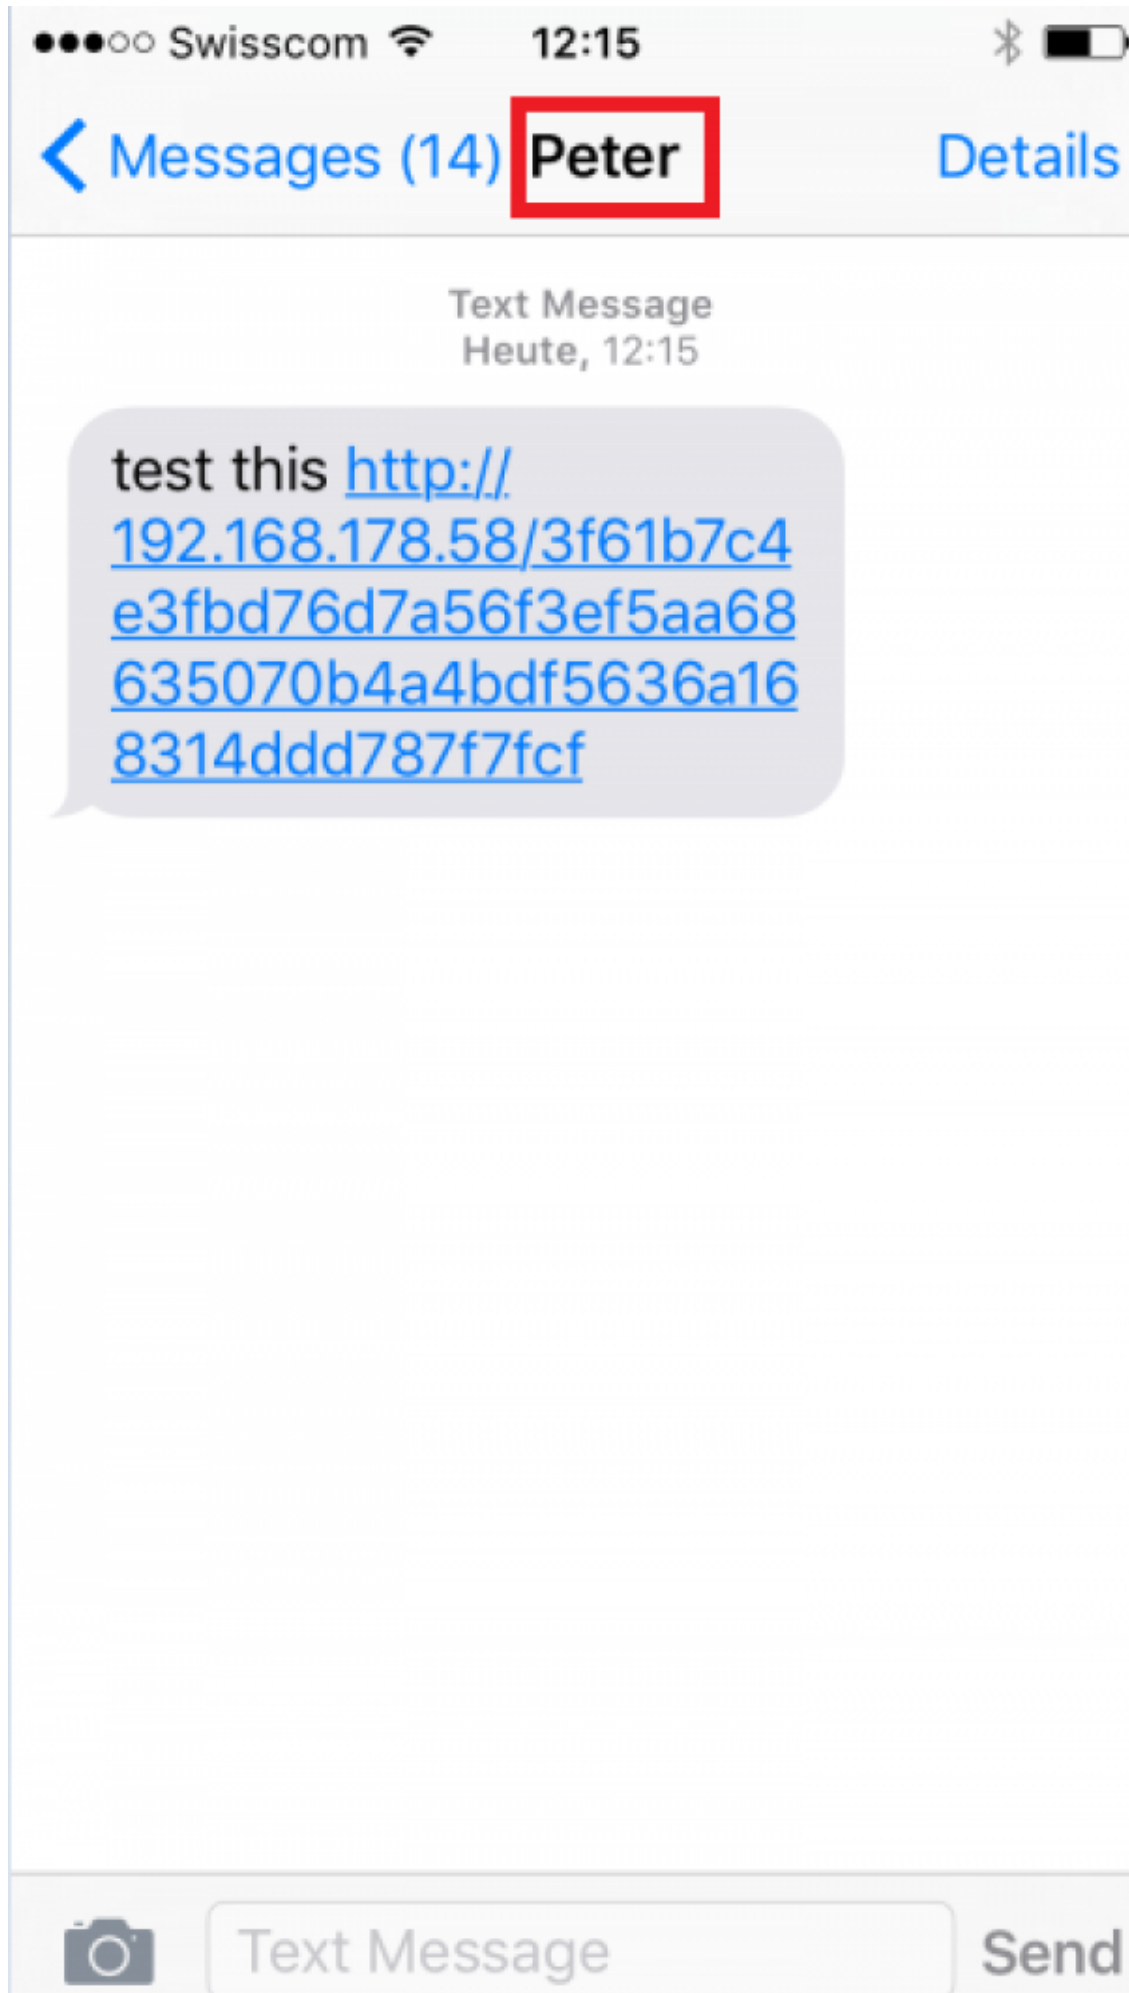 Swisscom 12:15
Messages (14) Peter Details
Text Message
Heute, 12:15
test this http://
192.168.178.58/3f61b7c4
e3fbd76d7a56f3ef5aa68
635070b4a4bdf5636a16
8314ddd787f7fcf
Text Message Send